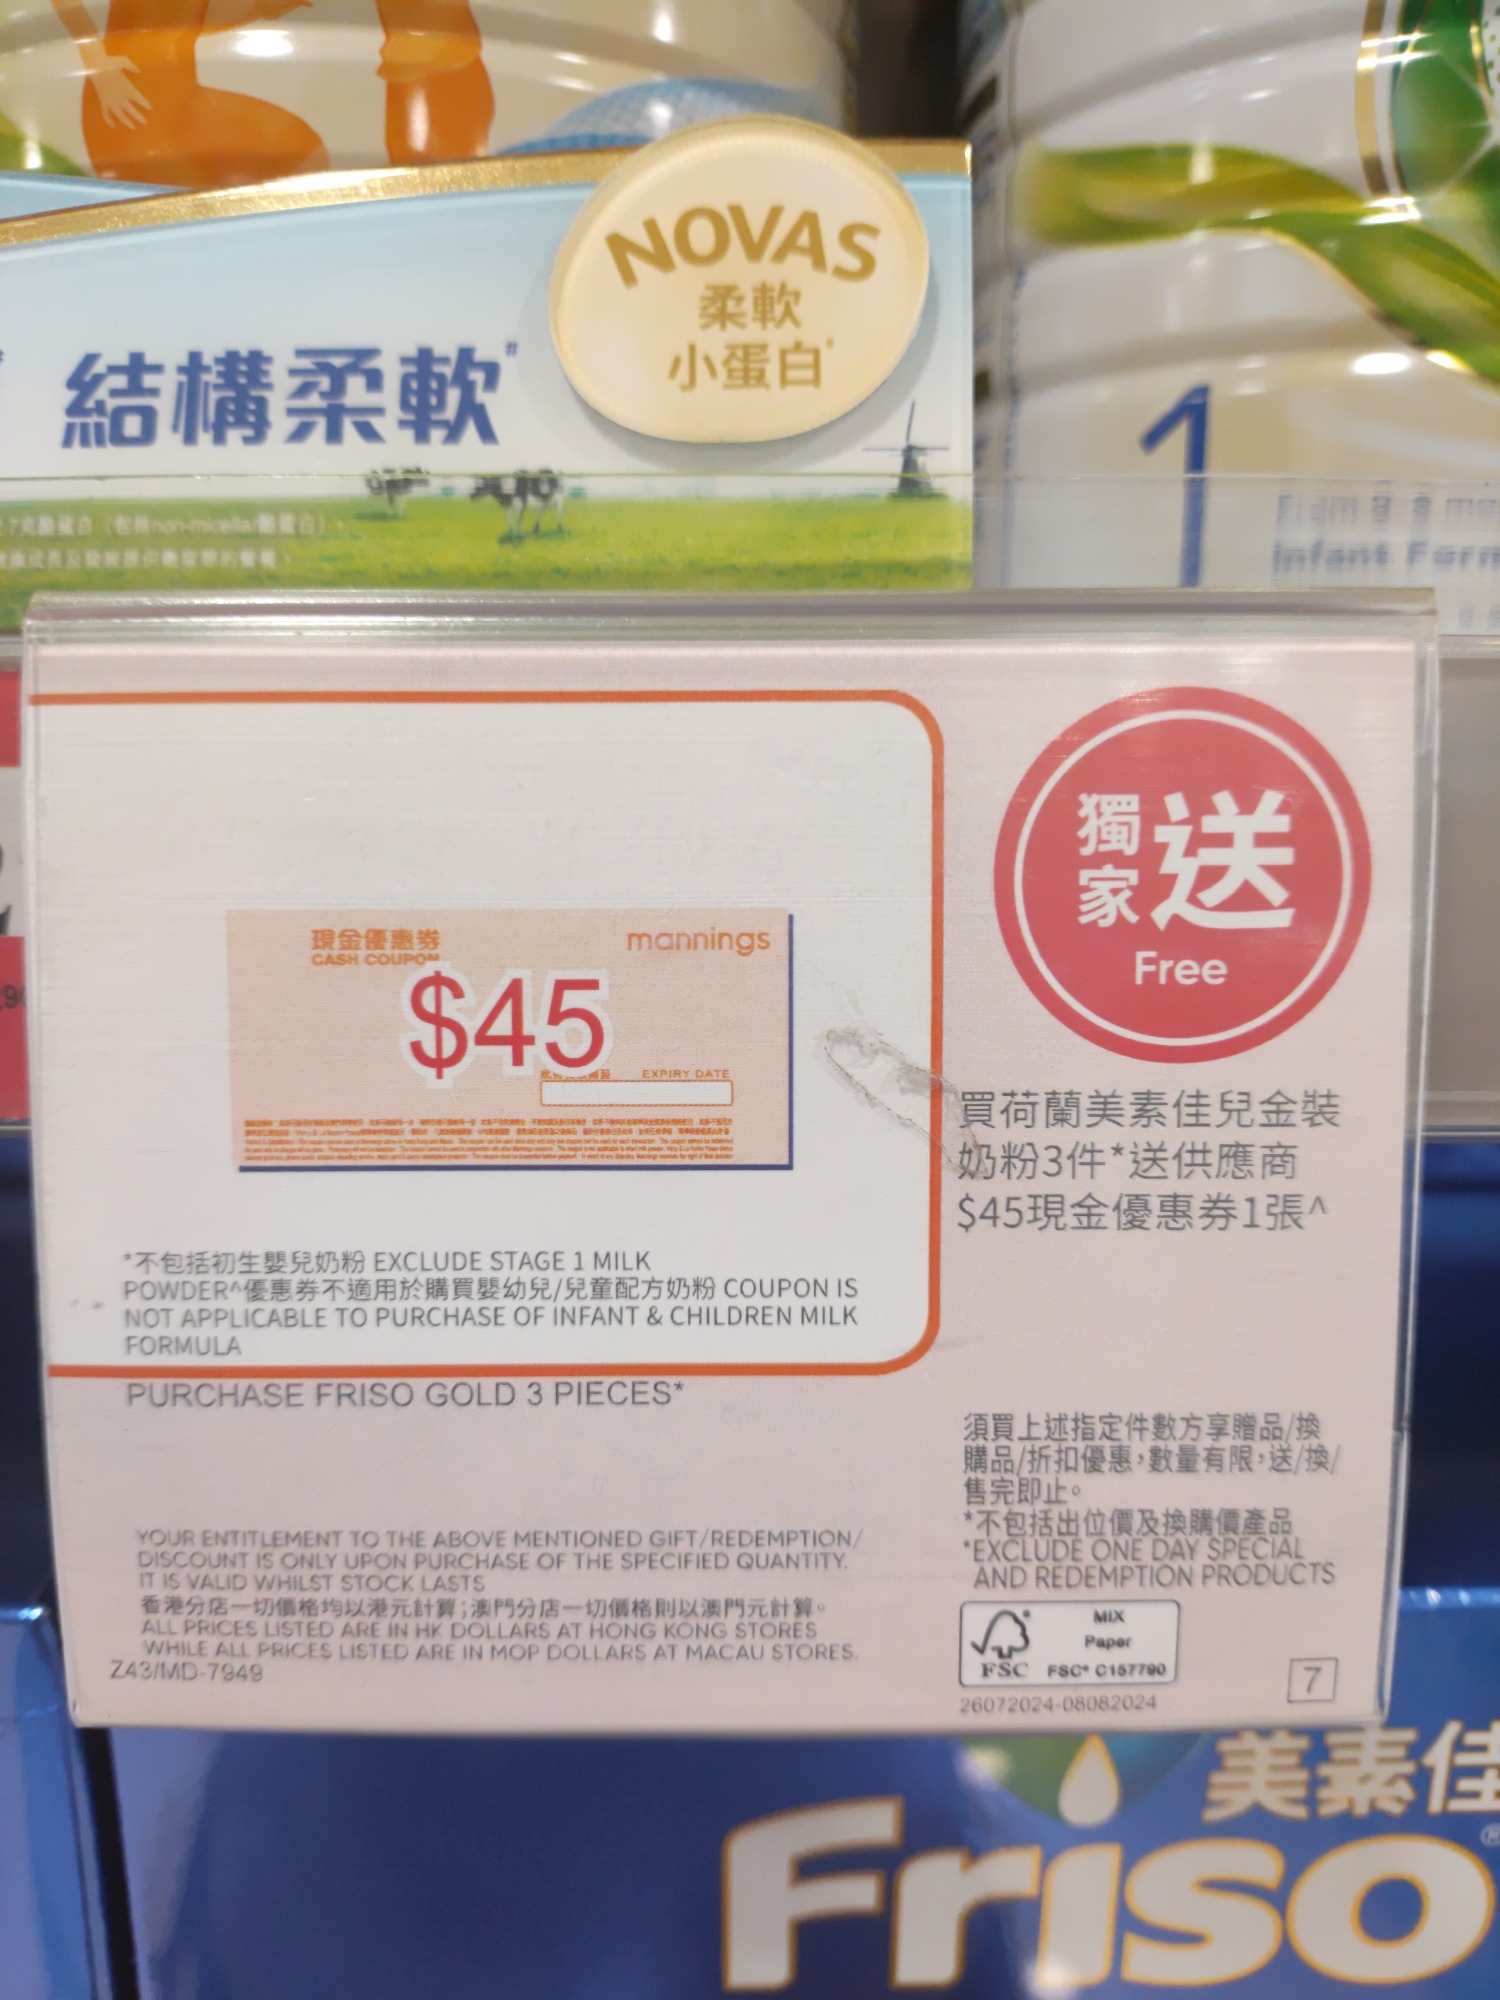 NOVAS
柔軟
小蛋白
結構柔軟#
1
Infant Form
獨家 送
Free
現金優惠券
CASH COUPON
mannings
$45
EXPIRY DATE
買荷蘭美素佳兒金裝
奶粉3件*送供應商
$45現金優惠券1張^
*不包括初生嬰兒奶粉 EXCLUDE STAGE 1 MILK
POWDER^優惠券不適用於購買嬰幼兒/兒童配方奶粉 COUPON IS
NOT APPLICABLE TO PURCHASE OF INFANT & CHILDREN MILK
FORMULA
PURCHASE FRISO GOLD 3 PIECES*
須買上述指定件數方享贈品/換
購品/折扣優惠，數量有限，送/換/
售完即止。
*不包括出位價及換購價產品
*EXCLUDE ONE DAY SPECIAL
AND REDEMPTION PRODUCTS
YOUR ENTITLEMENT TO THE ABOVE MENTIONED GIFT/REDEMPTION/
DISCOUNT IS ONLY UPON PURCHASE OF THE SPECIFIED QUANTITY.
IT IS VALID WHILST STOCK LASTS
香港分店一切價格均以港元計算；澳門分店一切價格則以澳門元計算。
ALL PRICES LISTED ARE IN HK DOLLARS AT HONG KONG STORES
WHILE ALL PRICES LISTED ARE IN MOP DOLLARS AT MACAU STORES.
Z43/MD-7949
FSC
MIX
Paper
FSC® C157790
26072024-08082024
7
美素佳
Friso